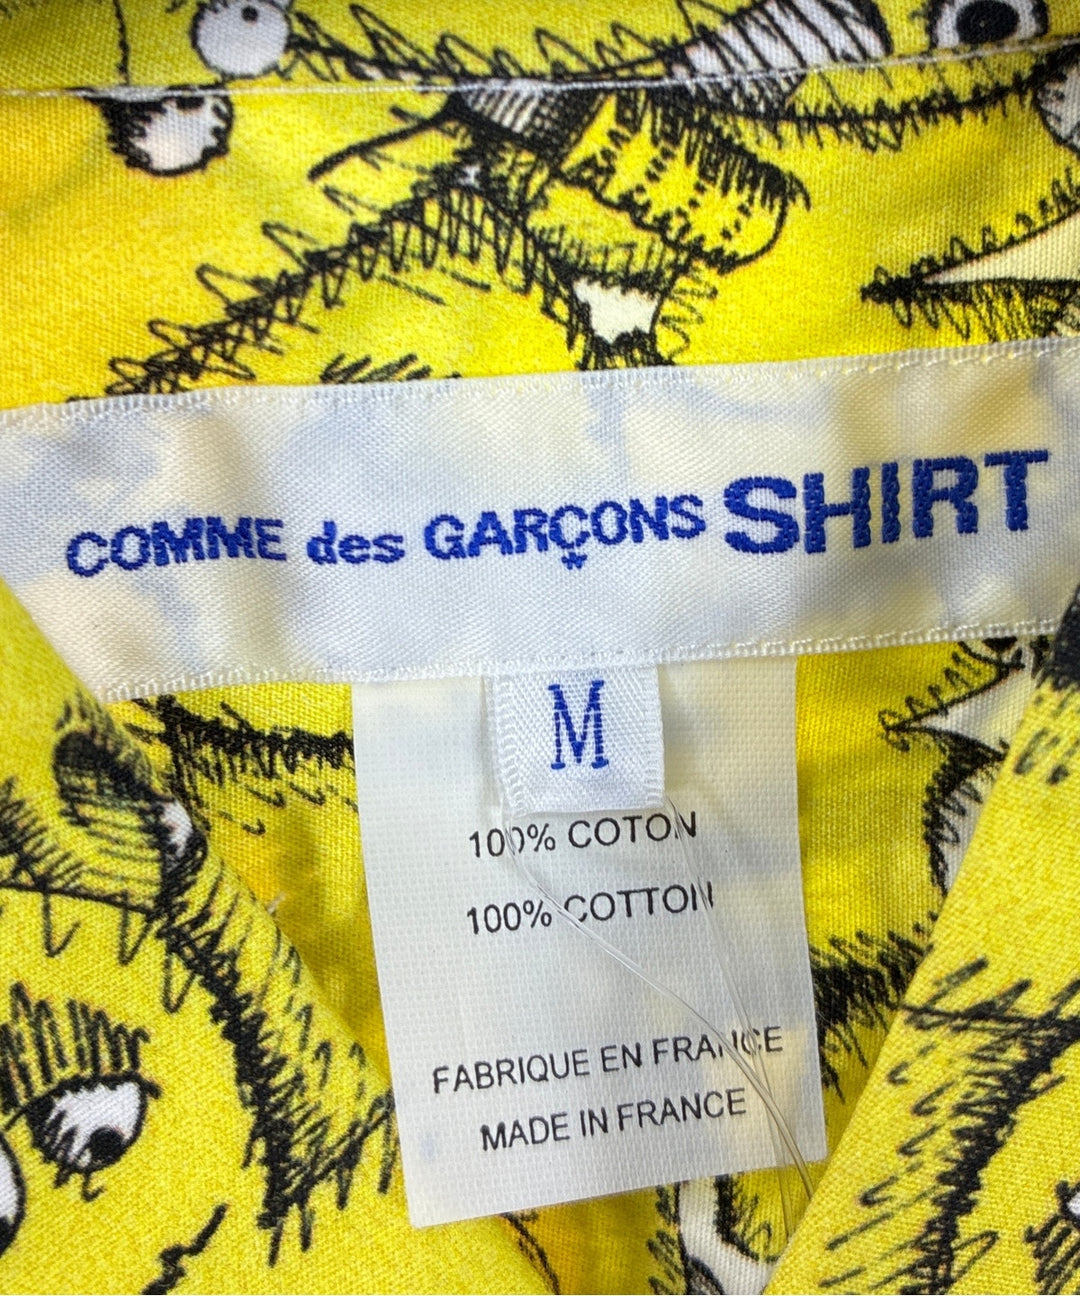 COMME des GARÇONS SHIRT
M
100% COTON
100% COTTON
FABRIQUE EN FRANCE
MADE IN FRANCE